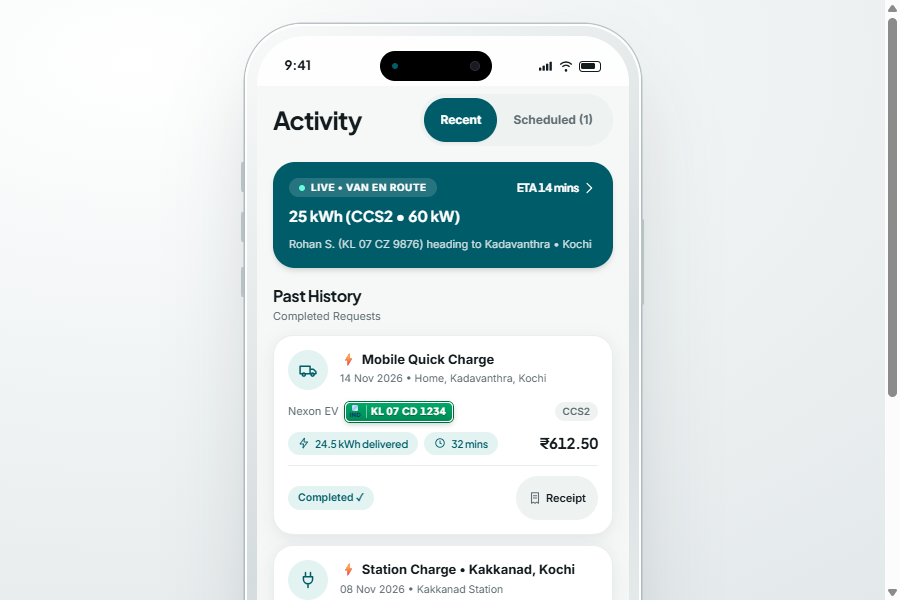 9:41
Activity
Recent
Scheduled (1)
LIVE • VAN EN ROUTE
ETA 14 mins
25 kWh (CCS2 • 60 kW)
Rohan S. (KL 07 CZ 9876) heading to Kadavanthra • Kochi
Past History
Completed Requests
Mobile Quick Charge
14 Nov 2026 • Home, Kadavanthra, Kochi
Nexon EV
KL 07 CD 1234
CCS2
24.5 kWh delivered
32 mins
₹612.50
Completed ✓
Receipt
Station Charge • Kakkanad, Kochi
08 Nov 2026 • Kakkanad Station